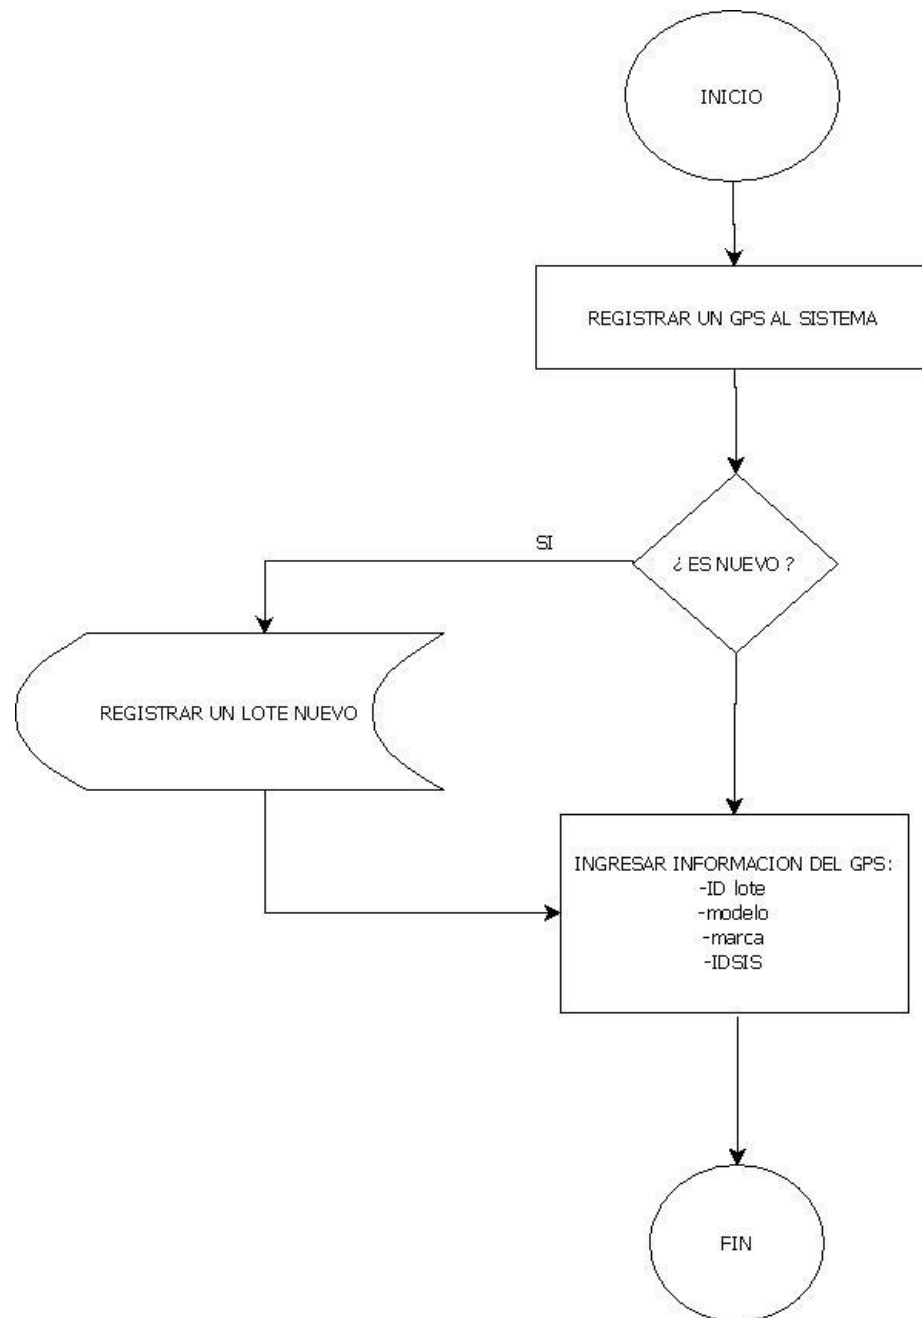 INICIO
REGISTRAR UN GPS AL SISTEMA
¿ ES NUEVO ?
SI
REGISTRAR UN LOTE NUEVO
INGRESAR INFORMACION DEL GPS:
-ID lote
-modelo
-marca
-IDSIS
FIN